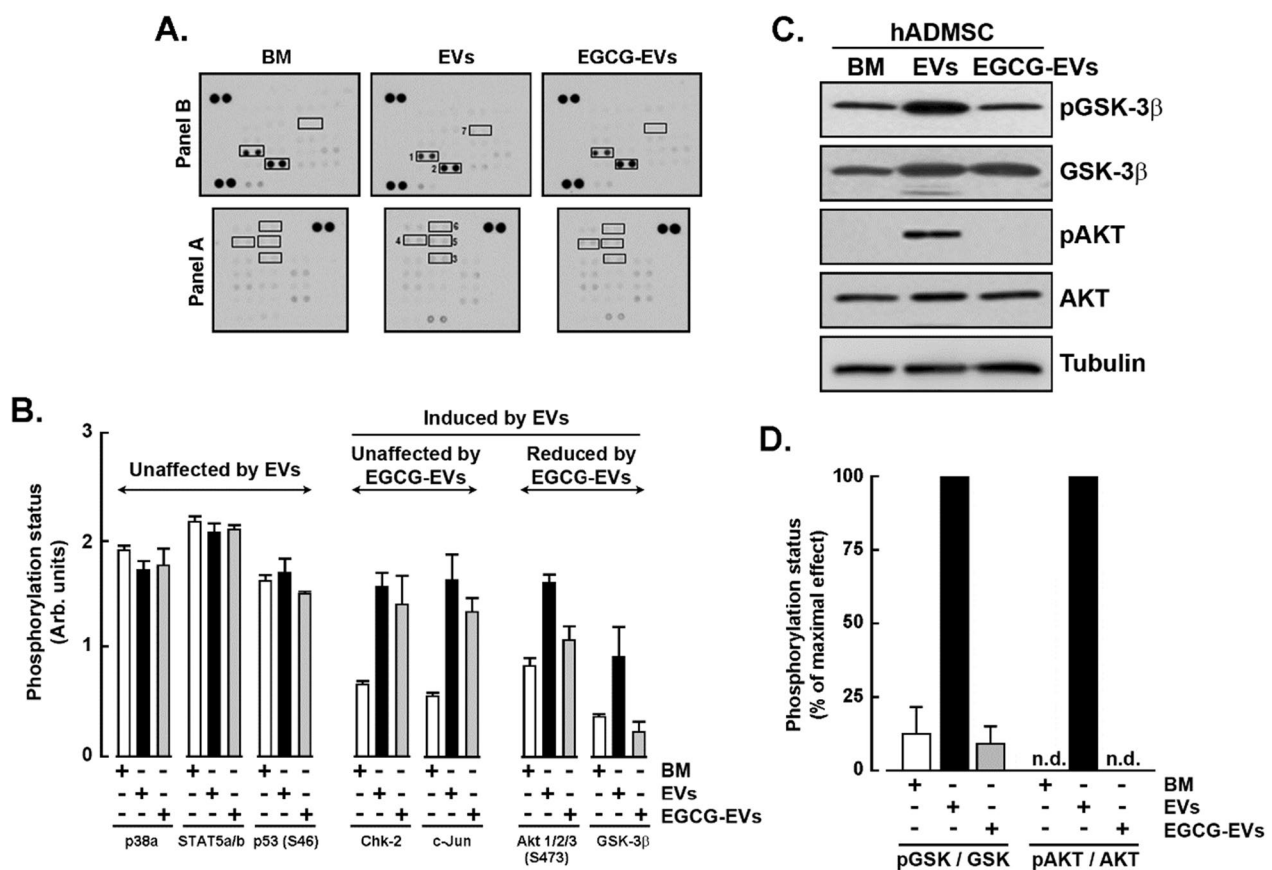 A.
BM EVs EGCG-EVs
Panel B
1
2
7
Panel A
6
4 5
3
C.
hADMSC
BM EVs EGCG-EVs
pGSK-3β
GSK-3β
pAKT
AKT
Tubulin
B.
Induced by EVs
Unaffected by EVs
Unaffected by
EGCG-EVs
Reduced by
EGCG-EVs
Phosphorylation status
(Arb. units)
3
2
1
0
+ - - + - - + - - + - - + - - + - - + - - BM
- + - - + - - + - - + - - + - - + - - + - EVs
- - + - - + - - + - - + - - + - - + - - + EGCG-EVs
p38a STAT5a/b p53 (S46) Chk-2 c-Jun Akt 1/2/3 GSK-3β
(S473)
D.
Phosphorylation status
(% of maximal effect)
100
75
50
25
0
n.d. n.d.
+ - - + - - BM
- + - - + - EVs
- - + - - + EGCG-EVs
pGSK / GSK pAKT / AKT